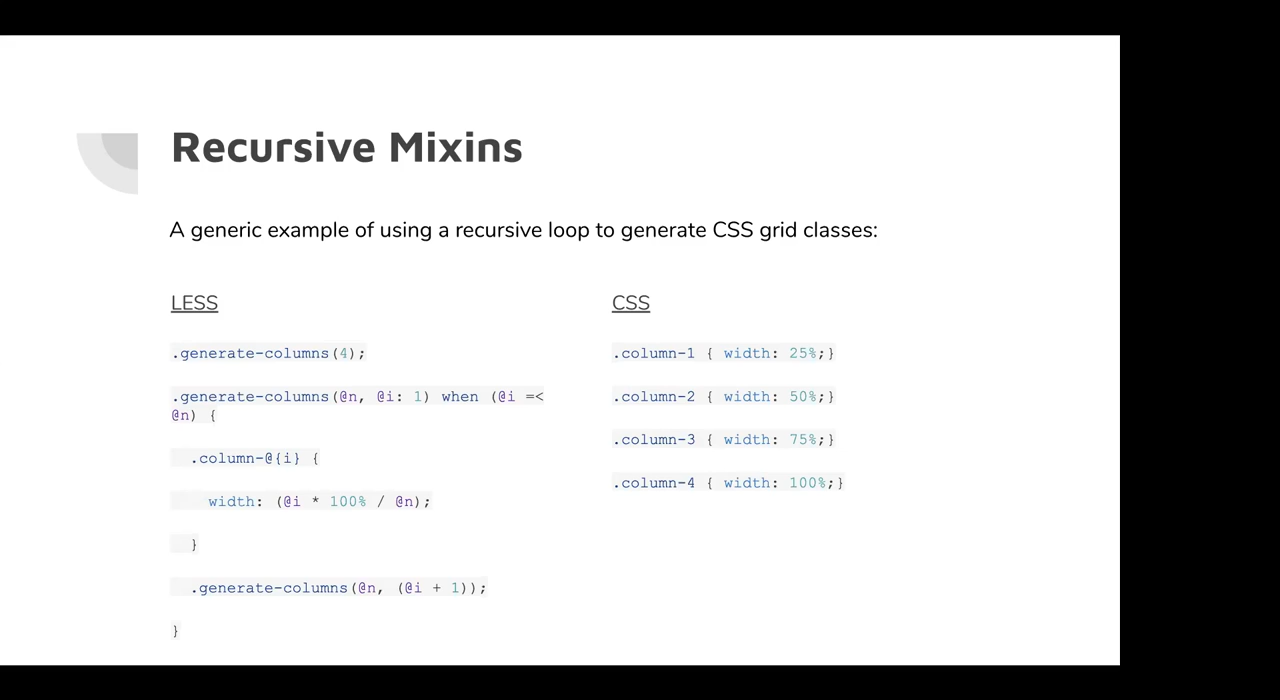 Recursive Mixins
A generic example of using a recursive loop to generate CSS grid classes:
LESS
.generate-columns(4);
.generate-columns(@n, @i: 1) when (@i =<
@n) {
.column-@{i} {
width: (@i * 100% / @n);
}
.generate-columns(@n, (@i + 1));
}
CSS
.column-1 { width: 25%;}
.column-2 { width: 50%;}
.column-3 { width: 75%;}
.column-4 { width: 100%;}